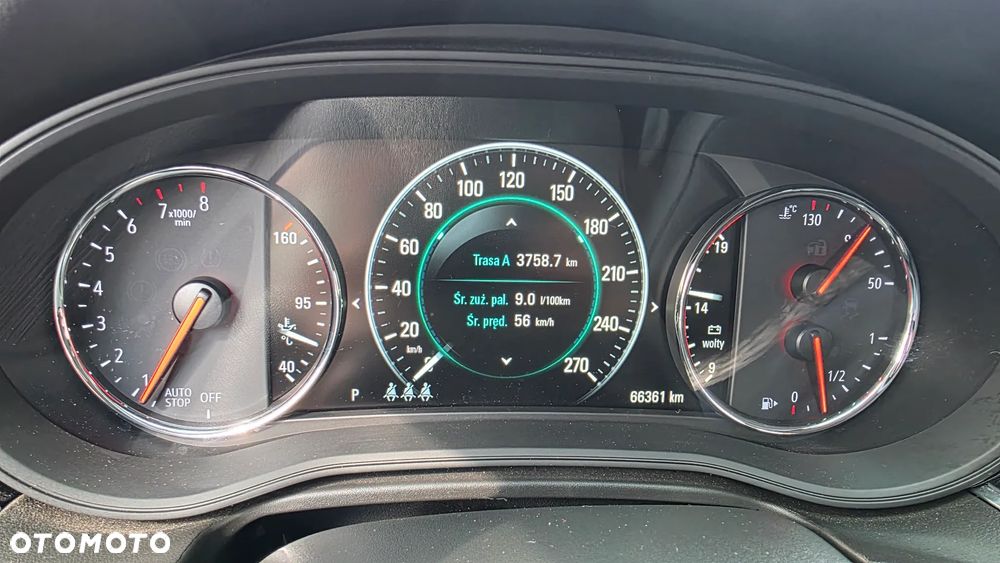 1 2 3 4 5 6 7 8
x1000/
min
AUTO
STOP
OFF
160
95
40
°C
20 40 60 80 100 120 150 180 210 240 270
km/h
Trasa A 3758.7 km
Śr. zuż. pal. 9.0 l/100km
Śr. pręd. 56 km/h
P
66361 km
19
14
wolty
9
°C
130
50
1
1/2
0
OTOMOTO